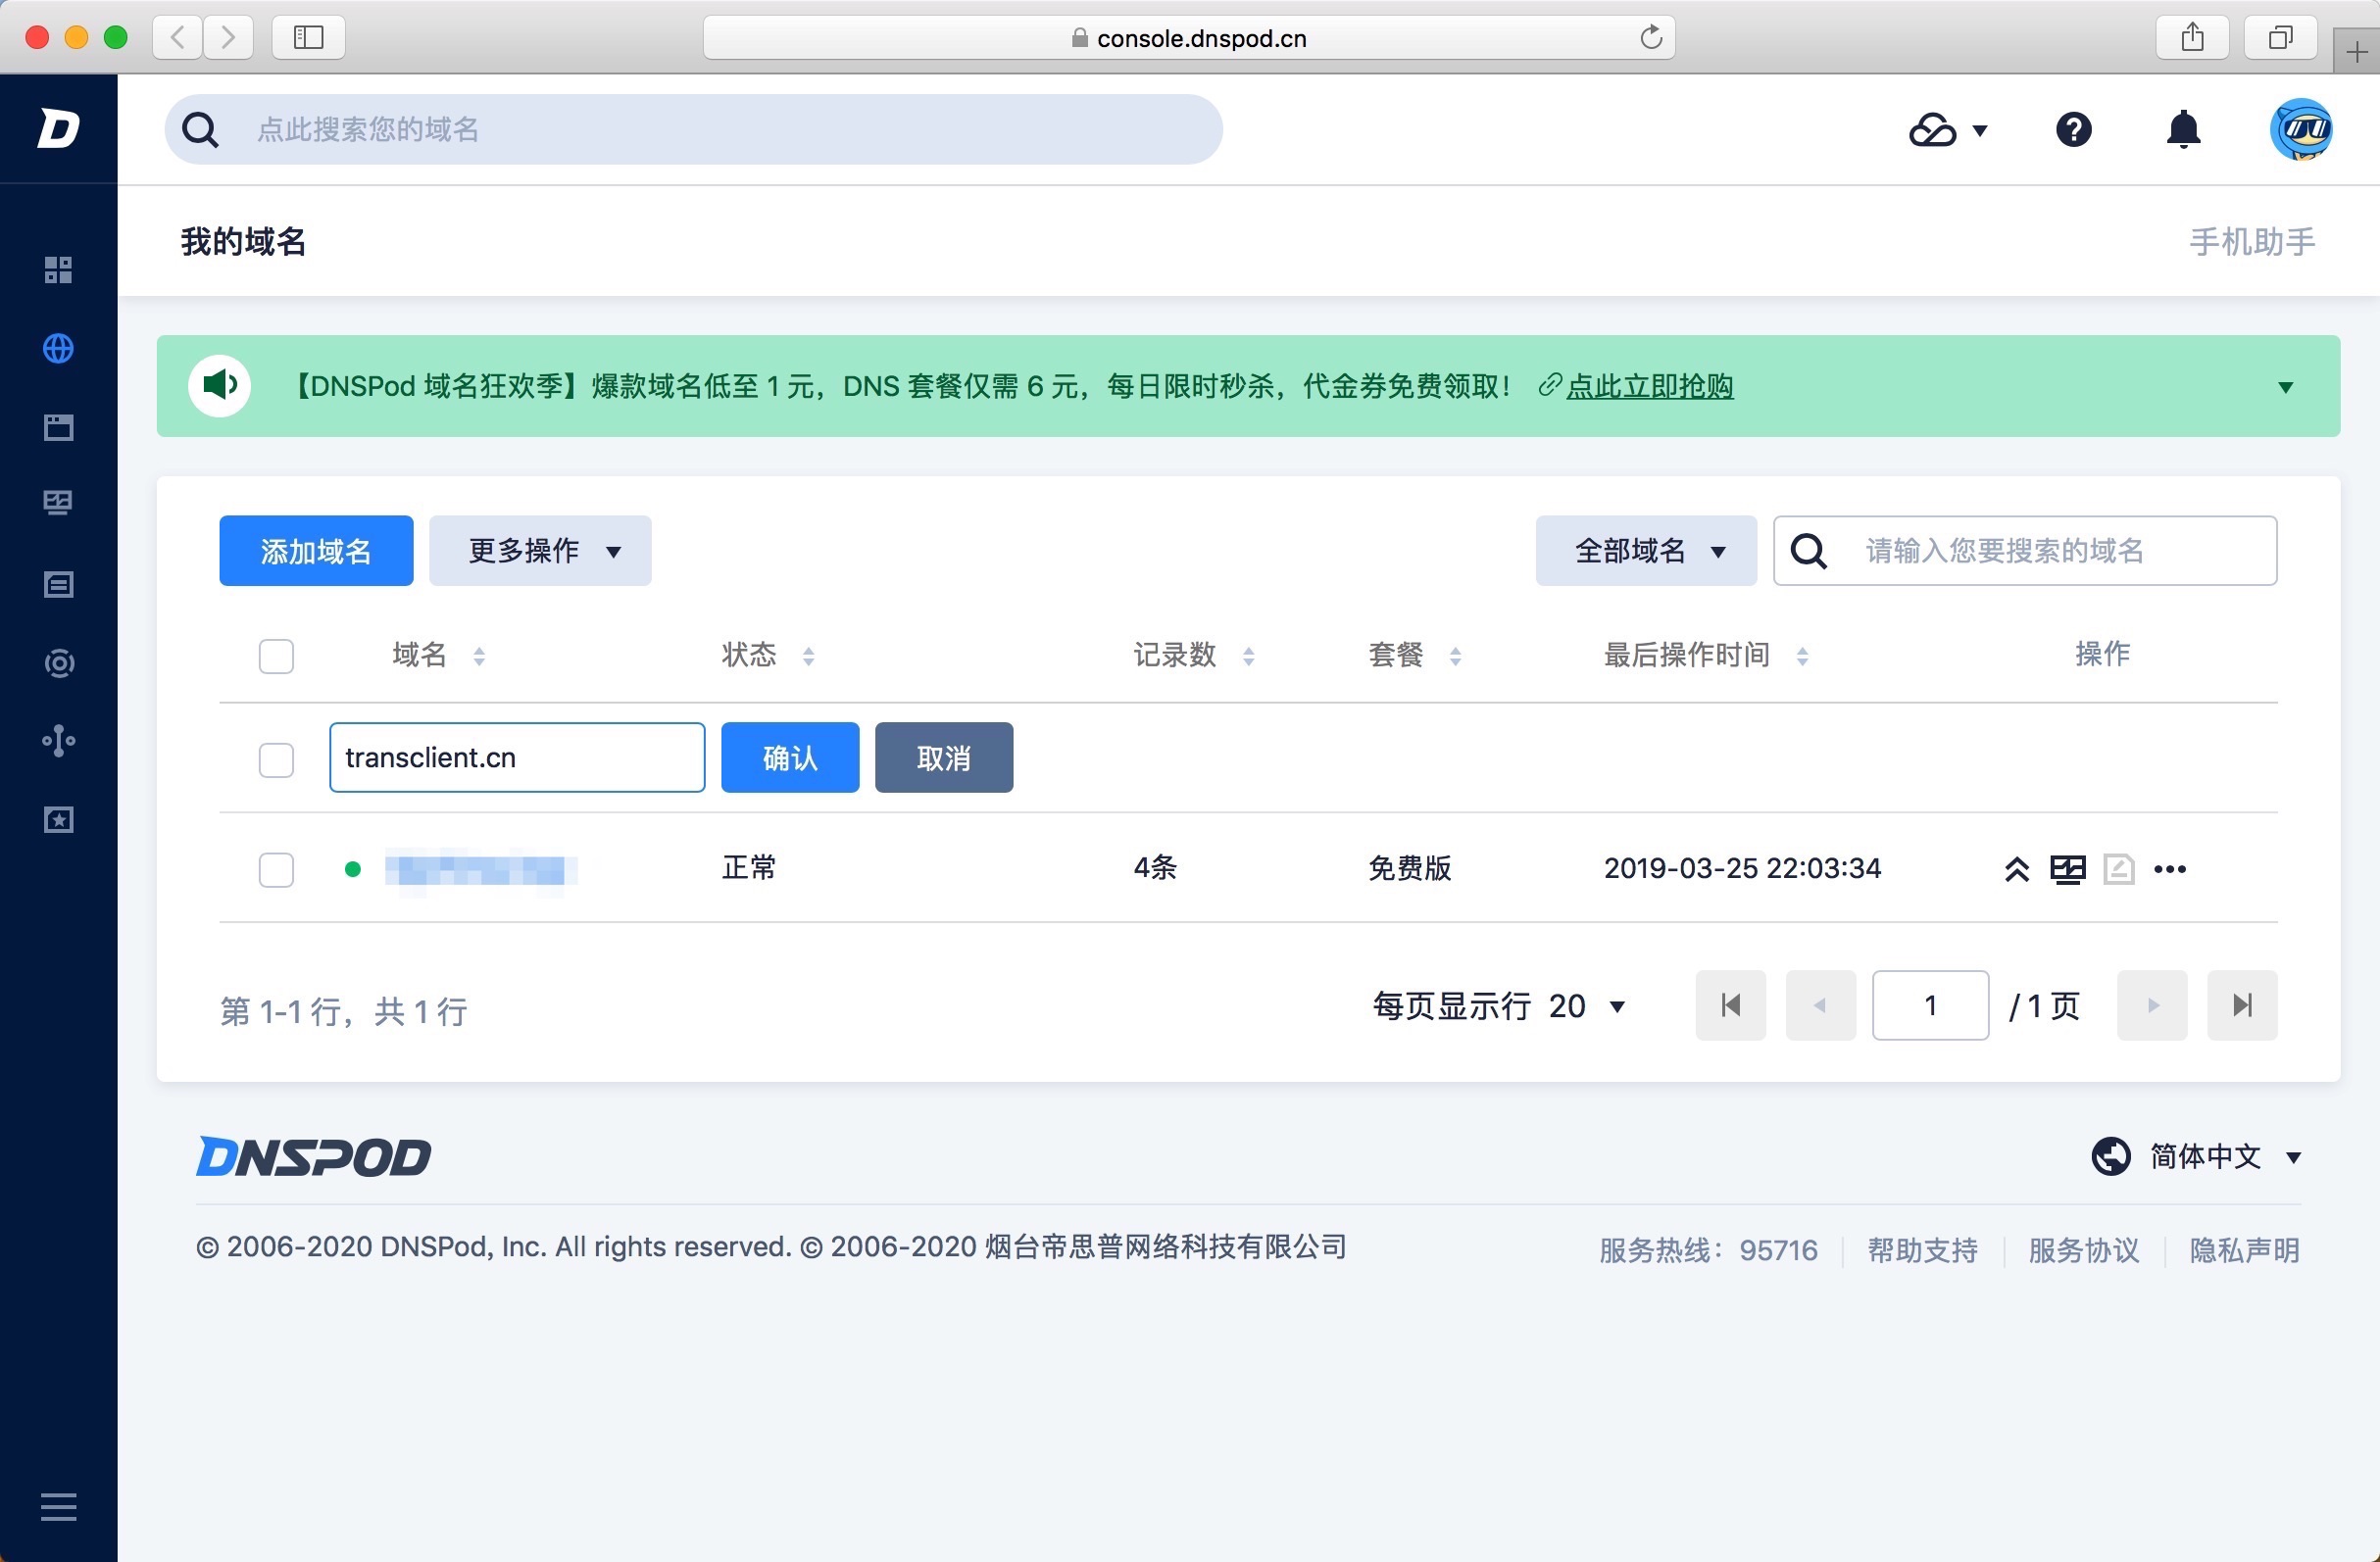 console.dnspod.cn
点此搜索您的域名
我的域名
手机助手
【DNSPod 域名狂欢季】爆款域名低至 1 元，DNS 套餐仅需 6 元，每日限时秒杀，代金券免费领取！ 点此立即抢购
添加域名 更多操作 全部域名 请输入您要搜索的域名
域名 状态 记录数 套餐 最后操作时间 操作
transclient.cn 确认 取消
正常 4条 免费版 2019-03-25 22:03:34
第 1-1 行，共 1 行 每页显示行 20 1 / 1 页
DNSPOD 简体中文
© 2006-2020 DNSPod, Inc. All rights reserved. © 2006-2020 烟台帝思普网络科技有限公司 服务热线：95716 帮助支持 服务协议 隐私声明